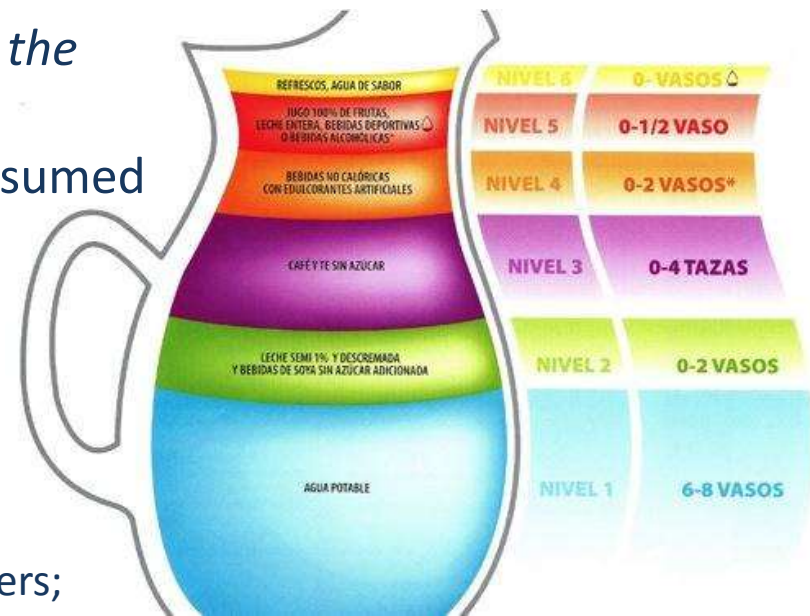 the
sumed
ers;
REFRESCOS, AGUA DE SABOR
NIVEL 6
0- VASOS
JUGO 100% DE FRUTAS,
LECHE ENTERA, BEBIDAS DEPORTIVAS
O BEBIDAS ALCOHÓLICAS*
NIVEL 5
0-1/2 VASO
BEBIDAS NO CALÓRICAS
CON EDULCORANTES ARTIFICIALES
NIVEL 4
0-2 VASOS*
CAFÉ Y TE SIN AZÚCAR
NIVEL 3
0-4 TAZAS
LECHE SEMI 1% Y DESCREMADA
Y BEBIDAS DE SOYA SIN AZÚCAR ADICIONADA
NIVEL 2
0-2 VASOS
AGUA POTABLE
NIVEL 1
6-8 VASOS